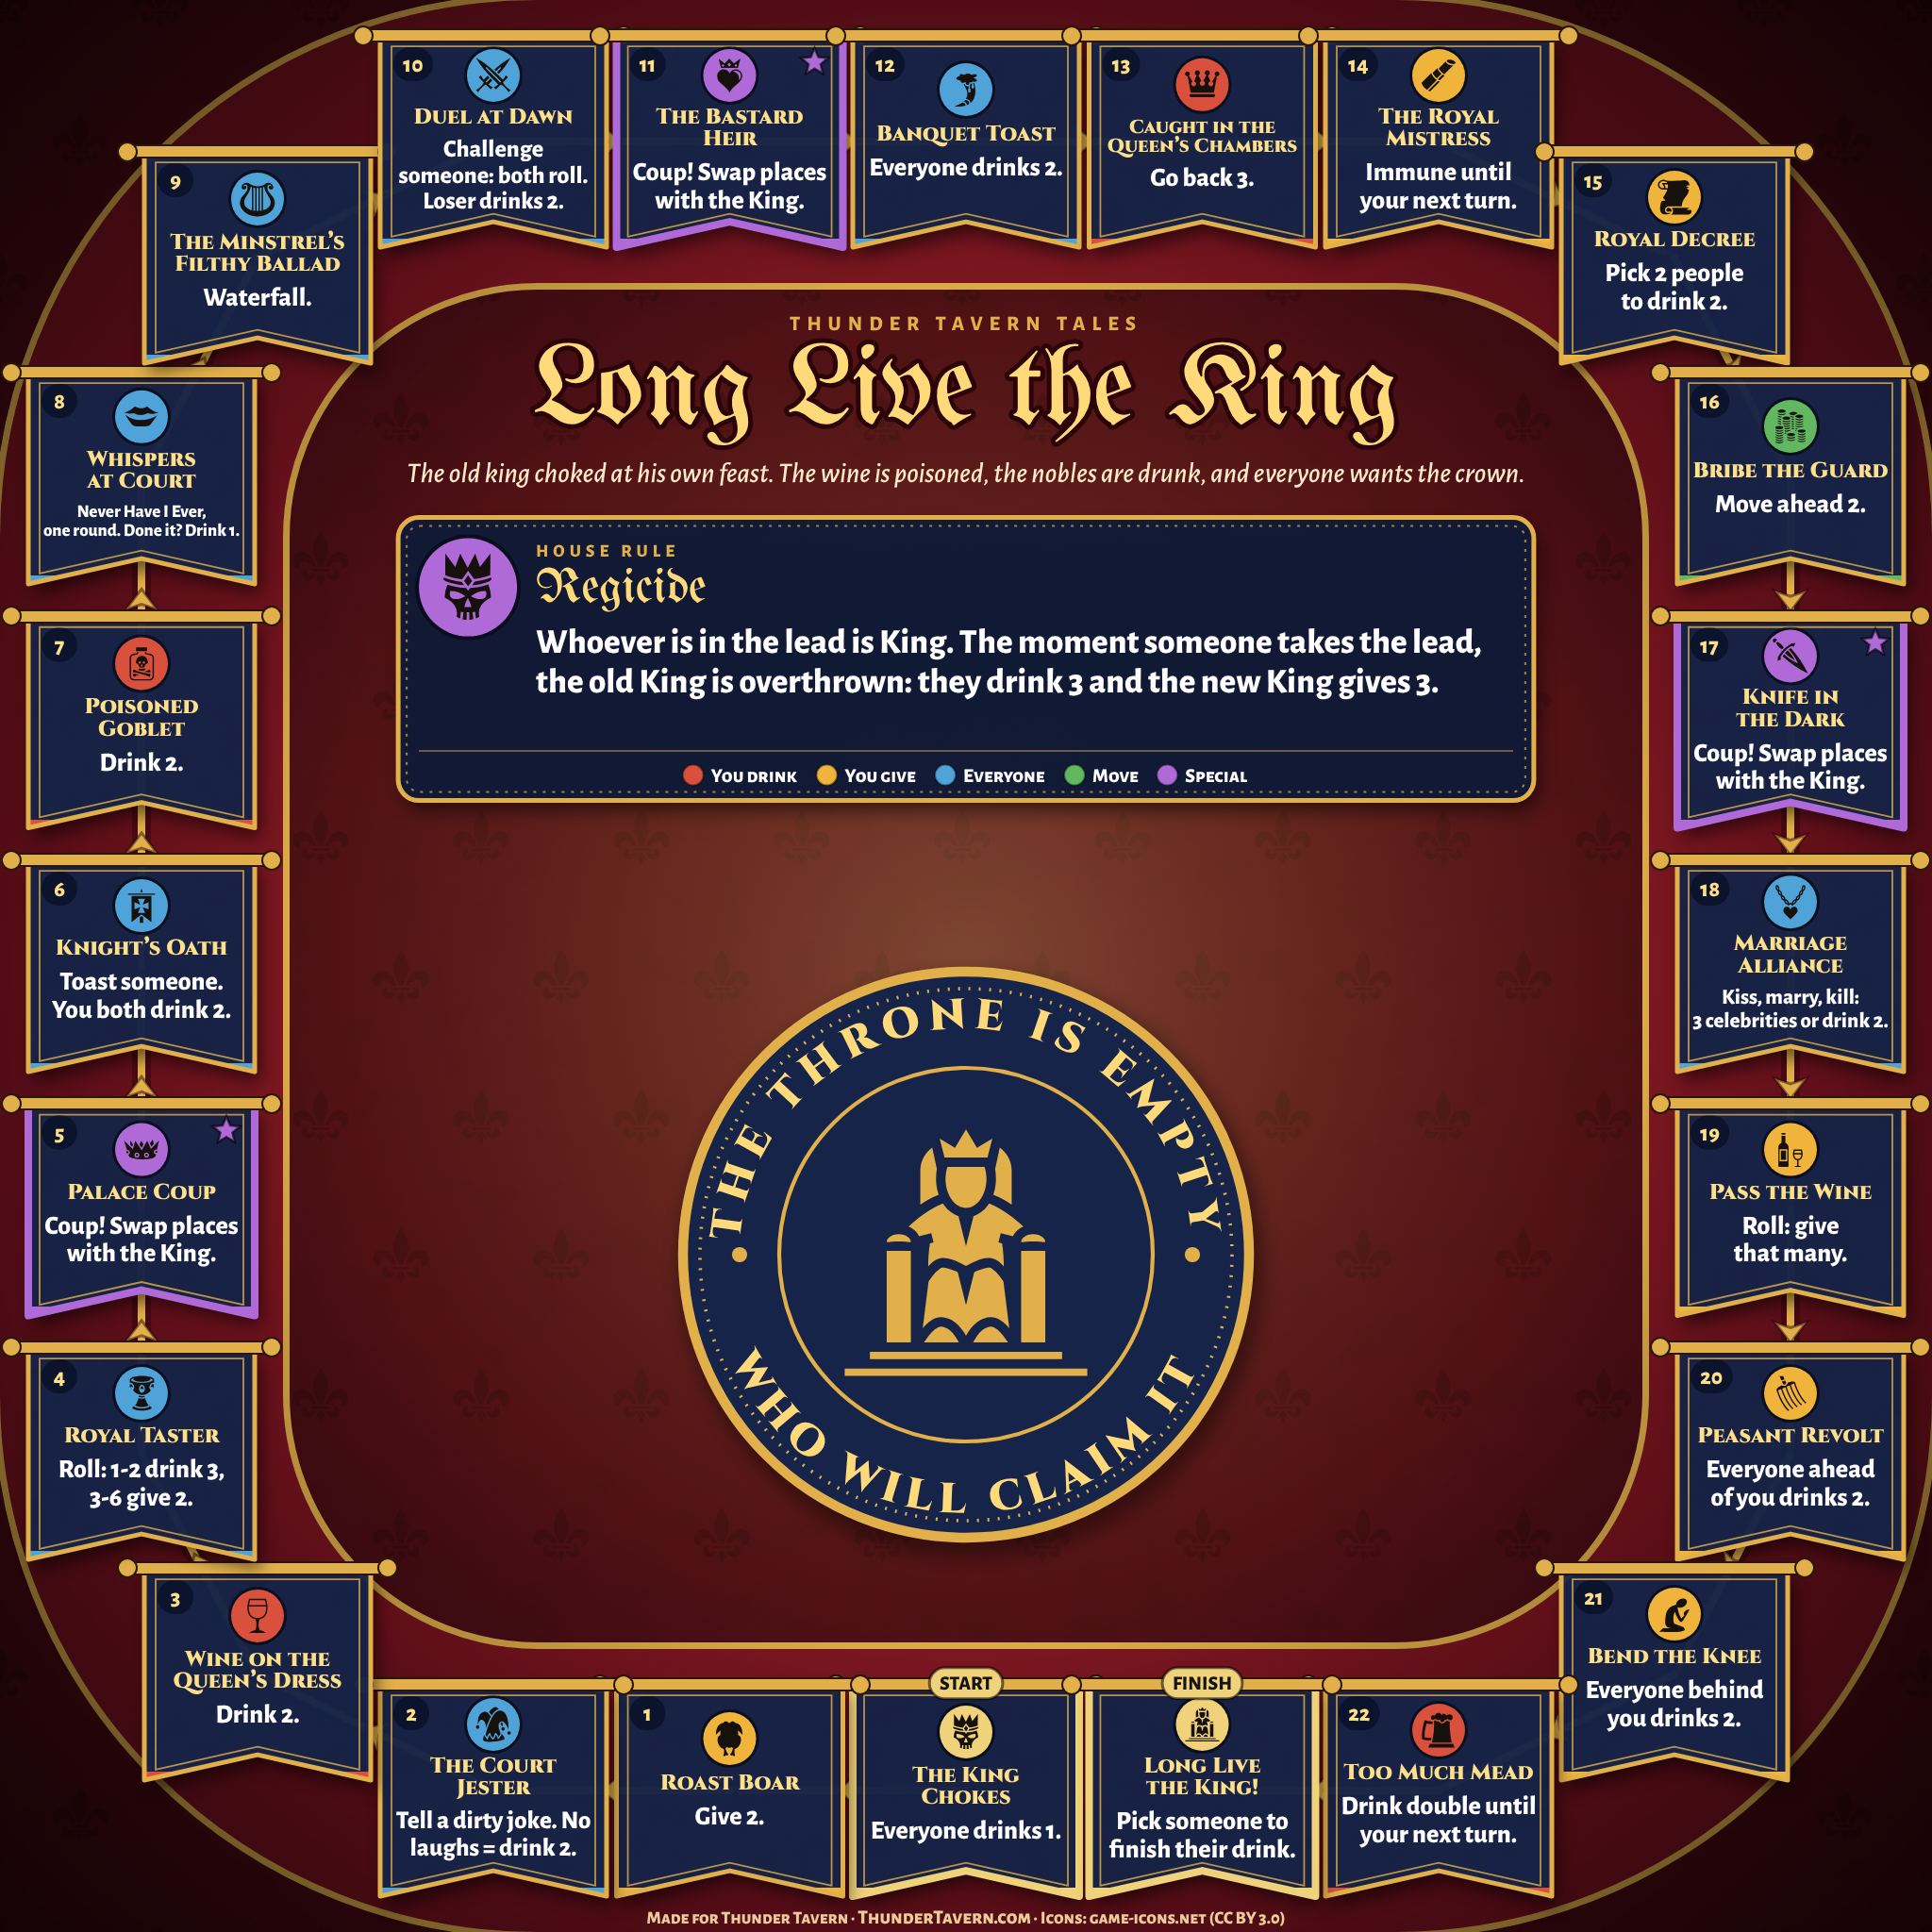 THUNDER TAVERN TALES
Long Live the King
The old king choked at his own feast. The wine is poisoned, the nobles are drunk, and everyone wants the crown.
HOUSE RULE
Regicide
Whoever is in the lead is King. The moment someone takes the lead,
the old King is overthrown: they drink 3 and the new King gives 3.
YOU DRINK
YOU GIVE
EVERYONE
MOVE
SPECIAL
THE THRONE IS EMPTY
WHO WILL CLAIM IT
START
THE KING
CHOKES
Everyone drinks 1.
1
ROAST BOAR
Give 2.
2
THE COURT
JESTER
Tell a dirty joke. No
laughs = drink 2.
3
WINE ON THE
QUEEN'S DRESS
Drink 2.
4
ROYAL TASTER
Roll: 1-2 drink 3,
3-6 give 2.
5
PALACE COUP
Coup! Swap places
with the King.
6
KNIGHT'S OATH
Toast someone.
You both drink 2.
7
POISONED
GOBLET
Drink 2.
8
WHISPERS
AT COURT
Never Have I Ever,
one round. Done it? Drink 1.
9
THE MINSTREL'S
FILTHY BALLAD
Waterfall.
10
DUEL AT DAWN
Challenge
someone: both roll.
Loser drinks 2.
11
THE BASTARD
HEIR
Coup! Swap places
with the King.
12
BANQUET TOAST
Everyone drinks 2.
13
CAUGHT IN THE
QUEEN'S CHAMBERS
Go back 3.
14
THE ROYAL
MISTRESS
Immune until
your next turn.
15
ROYAL DECREE
Pick 2 people
to drink 2.
16
BRIBE THE GUARD
Move ahead 2.
17
KNIFE IN
THE DARK
Coup! Swap places
with the King.
18
MARRIAGE
ALLIANCE
Kiss, marry, kill:
3 celebrities or drink 2.
19
PASS THE WINE
Roll: give
that many.
20
PEASANT REVOLT
Everyone ahead
of you drinks 2.
21
BEND THE KNEE
Everyone behind
you drinks 2.
22
TOO MUCH MEAD
Drink double until
your next turn.
FINISH
LONG LIVE
THE KING!
Pick someone to
finish their drink.
MADE FOR THUNDER TAVERN · THUNDERTAVERN.COM · ICONS: GAME-ICONS.NET (CC BY 3.0)